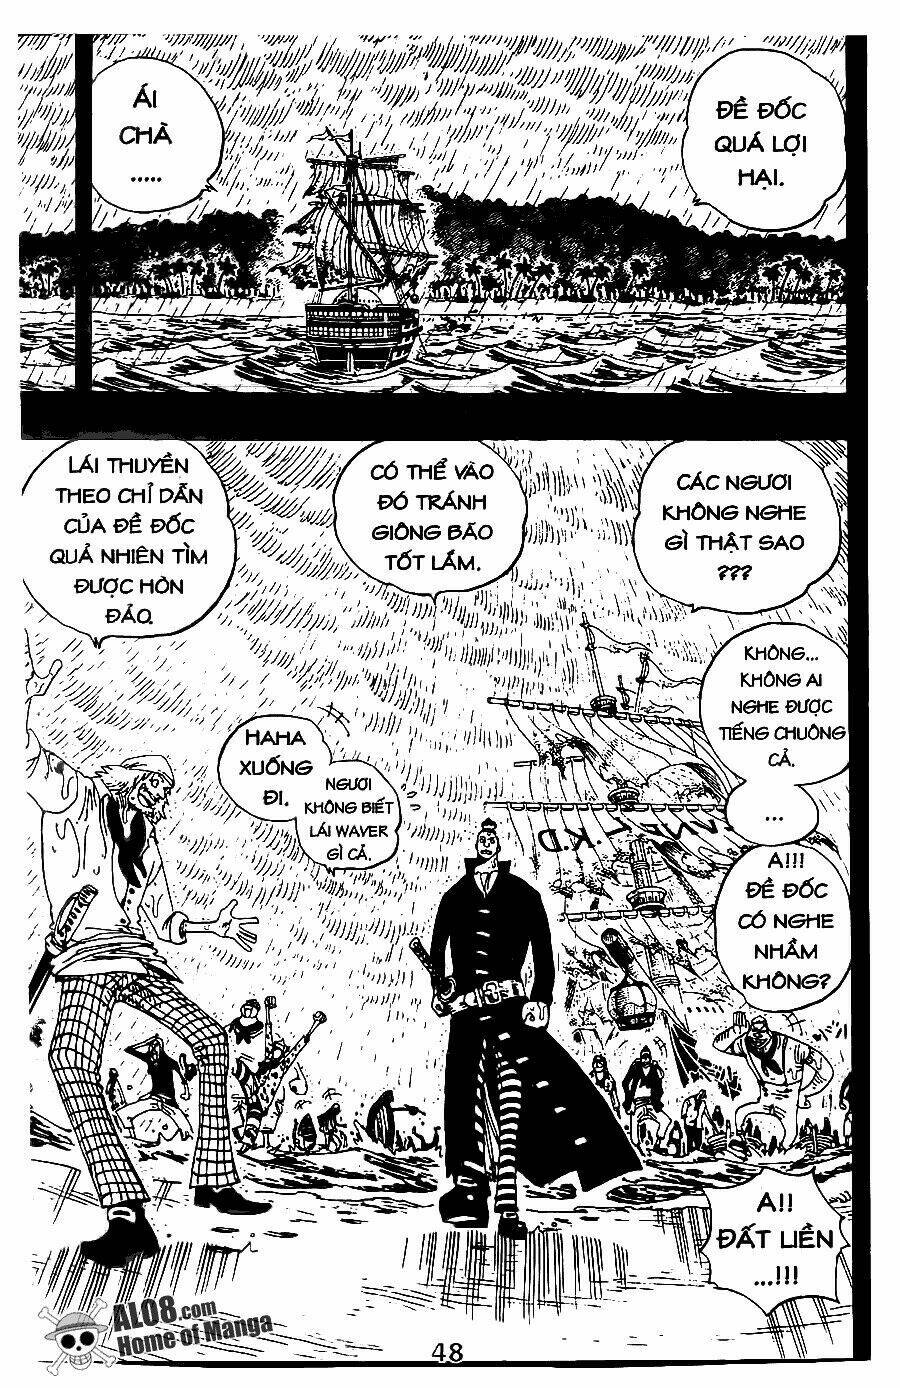 ĐỀ ĐỐC
QUÁ LỢI
HẠI.
ÁI
CHÀ
......
CÁC NGƯƠI
KHÔNG NGHE
GÌ THẬT SAO
???
CÓ THỂ VÀO
ĐÓ TRÁNH
GIÔNG BÃO
TỐT LẮM.
LÁI THUYỀN
THEO CHỈ DẪN
CỦA ĐỀ ĐỐC
QUẢ NHIÊN TÌM
ĐƯỢC HÒN
ĐẢO.
KHÔNG...
KHÔNG AI
NGHE ĐƯỢC
TIẾNG CHUÔNG
CẢ.
...
A!!!
ĐỀ ĐỐC
CÓ NGHE
NHẦM
KHÔNG?
HAHA
XUỐNG
ĐI.
NGƯƠI
KHÔNG BIẾT
LÁI WAVER
GÌ CẢ.
A!!
ĐẤT LIỀN
...!!!
ALO8.com
Home of Manga
48